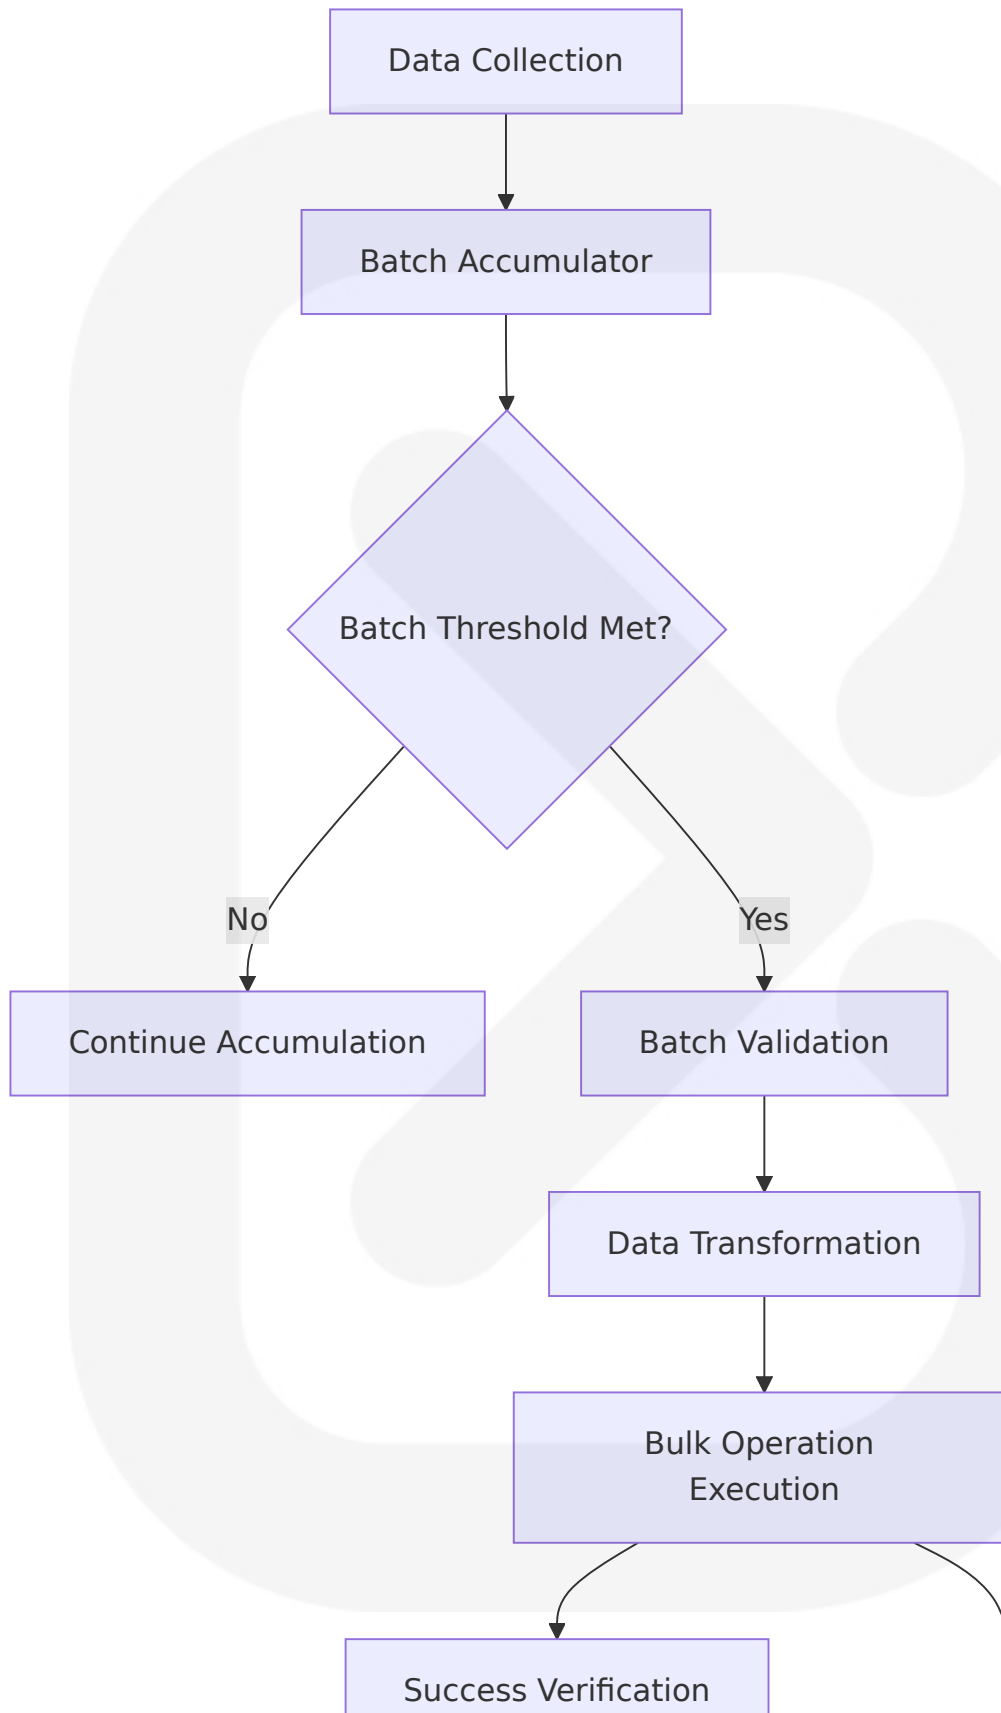 Data Collection
Batch Accumulator
Batch Threshold Met?
No
Yes
Continue Accumulation
Batch Validation
Data Transformation
Bulk Operation
Execution
Success Verification